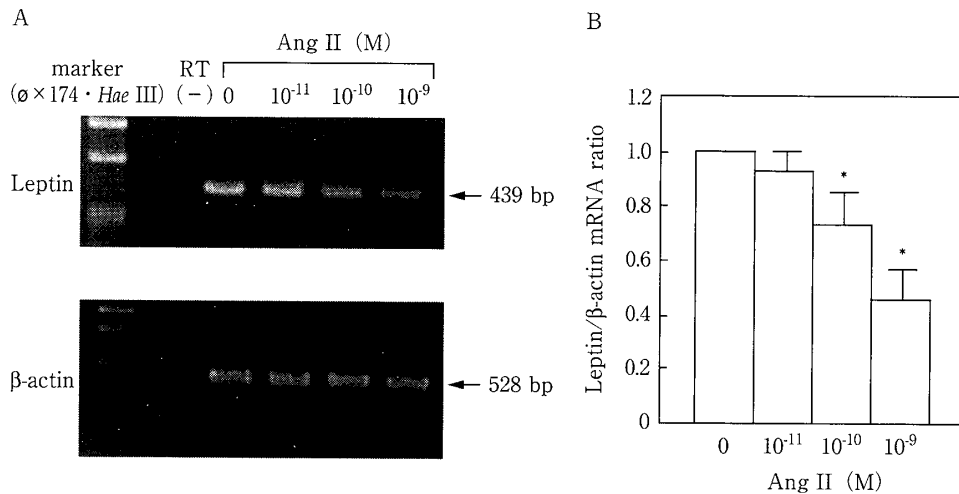 A
Ang II (M)
marker RT
(ø×174・Hae III) (−) 0 10⁻¹¹ 10⁻¹⁰ 10⁻⁹
Leptin
439 bp
β-actin
528 bp
B
Leptin/β-actin mRNA ratio
1.2
1.0
0.8
0.6
0.4
0.2
0
* *
0 10⁻¹¹ 10⁻¹⁰ 10⁻⁹
Ang II (M)